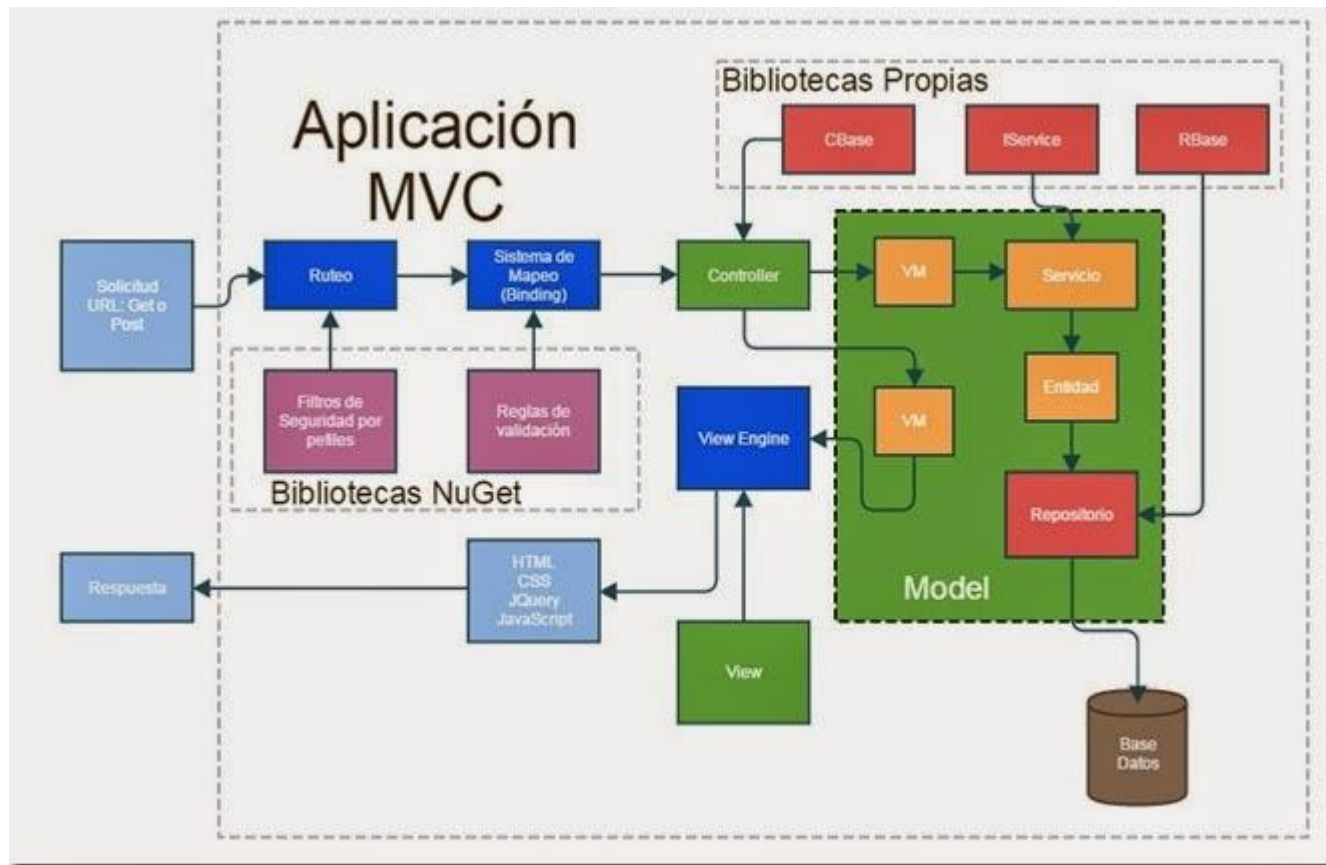 Bibliotecas Propias
Aplicación
MVC
CBase
IService
RBase
Solicitud
URL: Get o
Post
Ruteo
Sistema de
Mapeo
(Binding)
Controller
VM
Servicio
Filtros de
Seguridad por
pefiles
Reglas de
validación
Bibliotecas NuGet
View Engine
VM
Entidad
Repositorio
Model
Respuesta
HTML
CSS
JQuery
JavaScript
View
Base
Datos